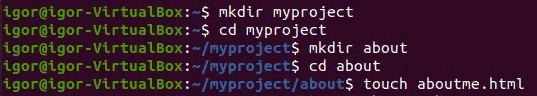 igor@igor-VirtualBox:~$ mkdir myproject
igor@igor-VirtualBox:~$ cd myproject
igor@igor-VirtualBox:~/myproject$ mkdir about
igor@igor-VirtualBox:~/myproject$ cd about
igor@igor-VirtualBox:~/myproject/about$ touch aboutme.html